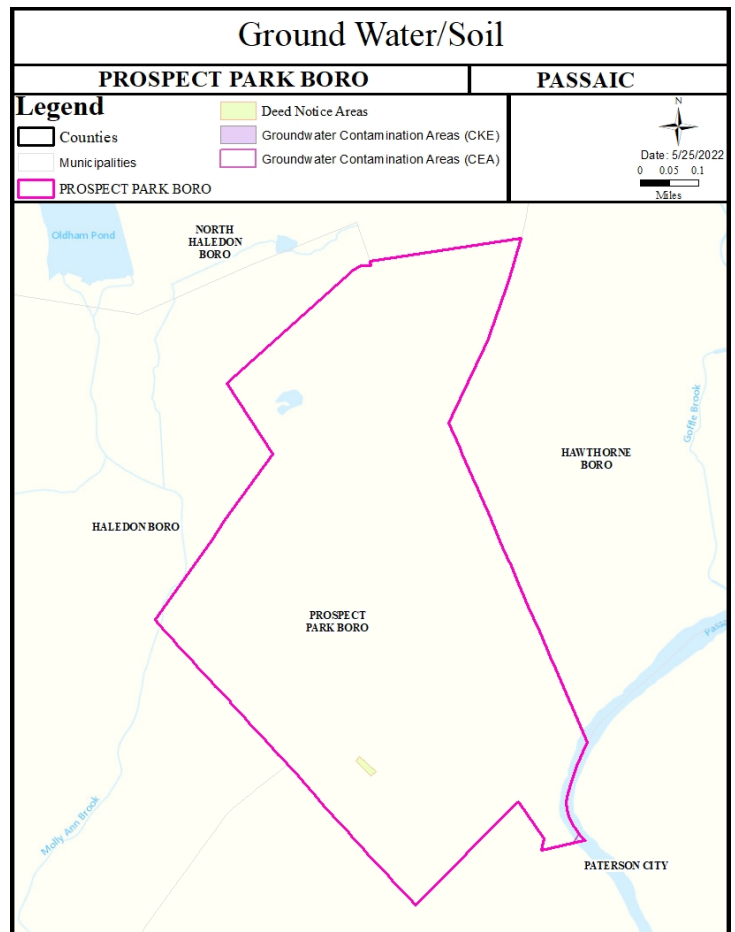 Ground Water/Soil
PROSPECT PARK BORO
PASSAIC
Legend
Counties
Municipalities
PROSPECT PARK BORO
Deed Notice Areas
Groundwater Contamination Areas (CKE)
Groundwater Contamination Areas (CEA)
N
Date: 5/25/2022
0 0.05 0.1
Miles
Oldham Pond
NORTH
HALEDON
BORO
Goffle Brook
HAWTHORNE
BORO
HALEDON BORO
PROSPECT
PARK BORO
Passa
Molly Ann Brook
PATERSON CITY